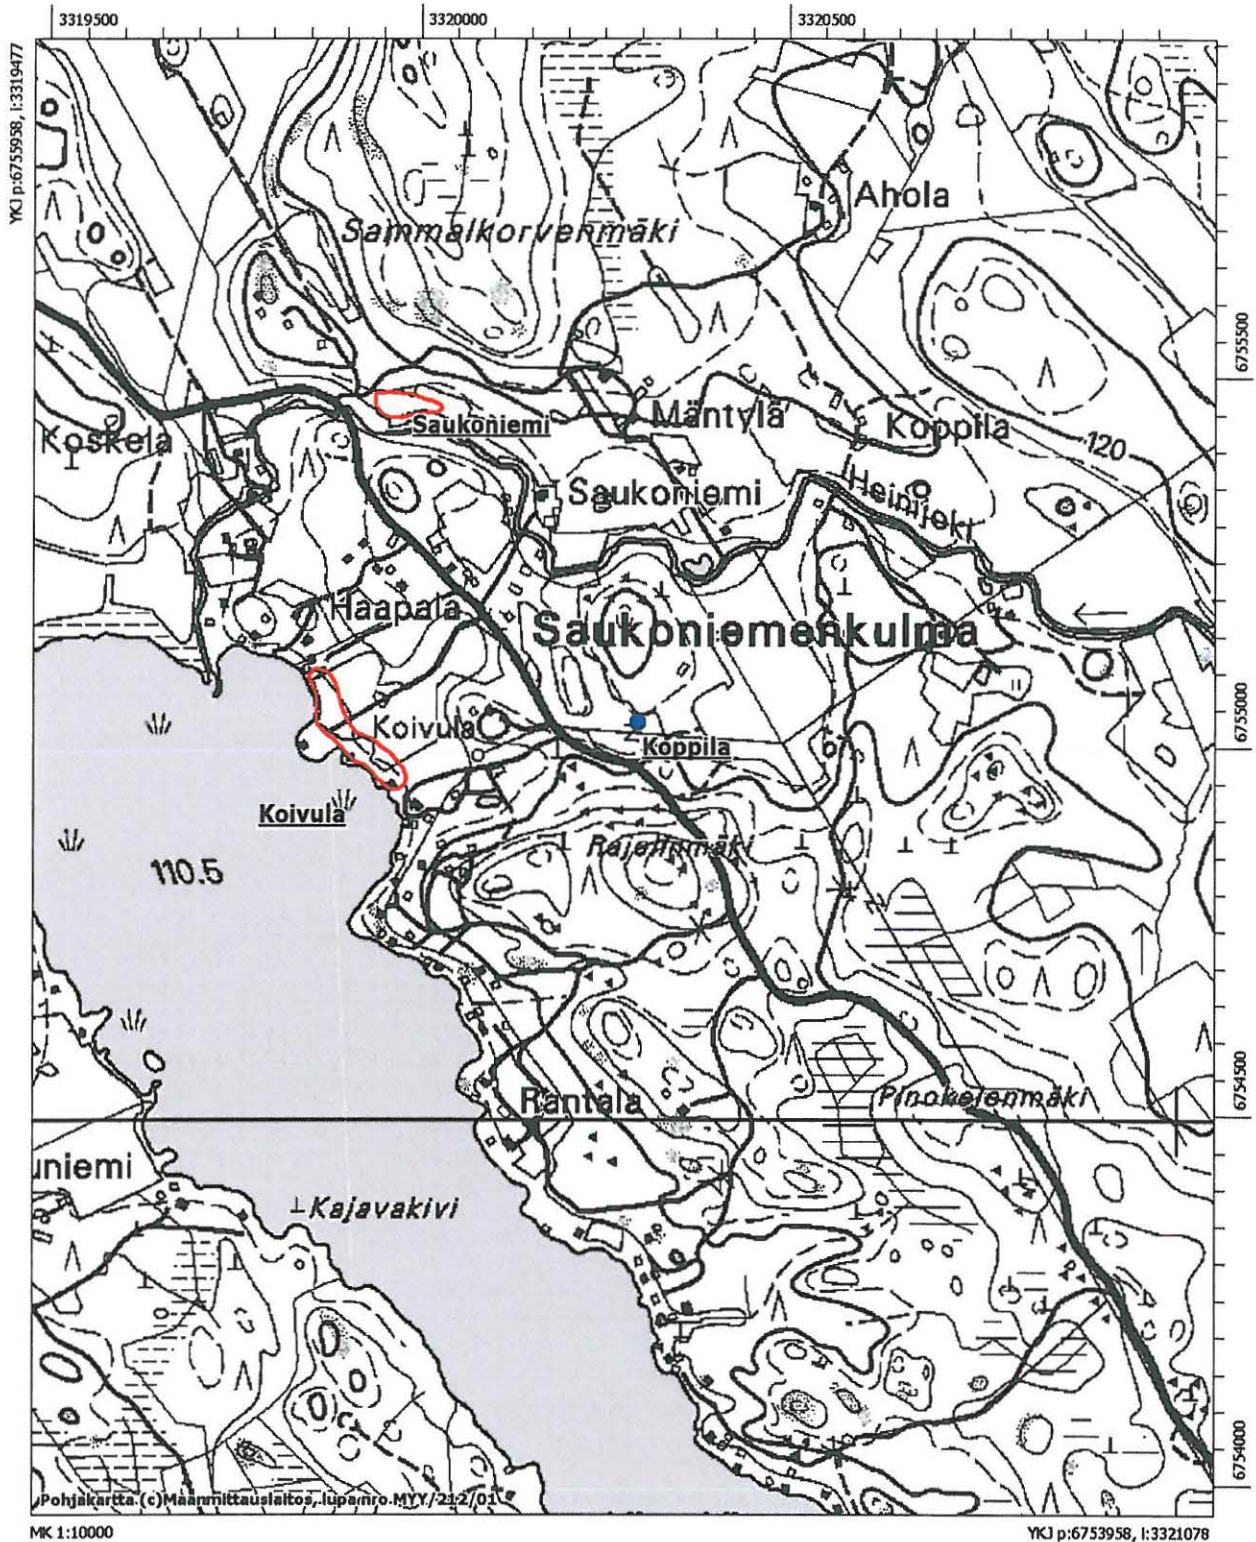 3319500
3320000
3320500
YKJ p:6755958, I:3319477
Ahola
Sammalkorvenmäki
6755500
Saukoniemi
Mäntylä
Koppila
Koskela
120
Saukoniemi
Heinijoki
Haapala
Saukoniemenkulma
Koivula
Koppila
6755000
Koivula
110.5
6754500
Rantala
uniemi
Kajavakivi
6754000
Pohjakartta (c)Maanmittauslaitos, lupanro MYY/212/01
MK 1:10000
YKJ p:6753958, I:3321078